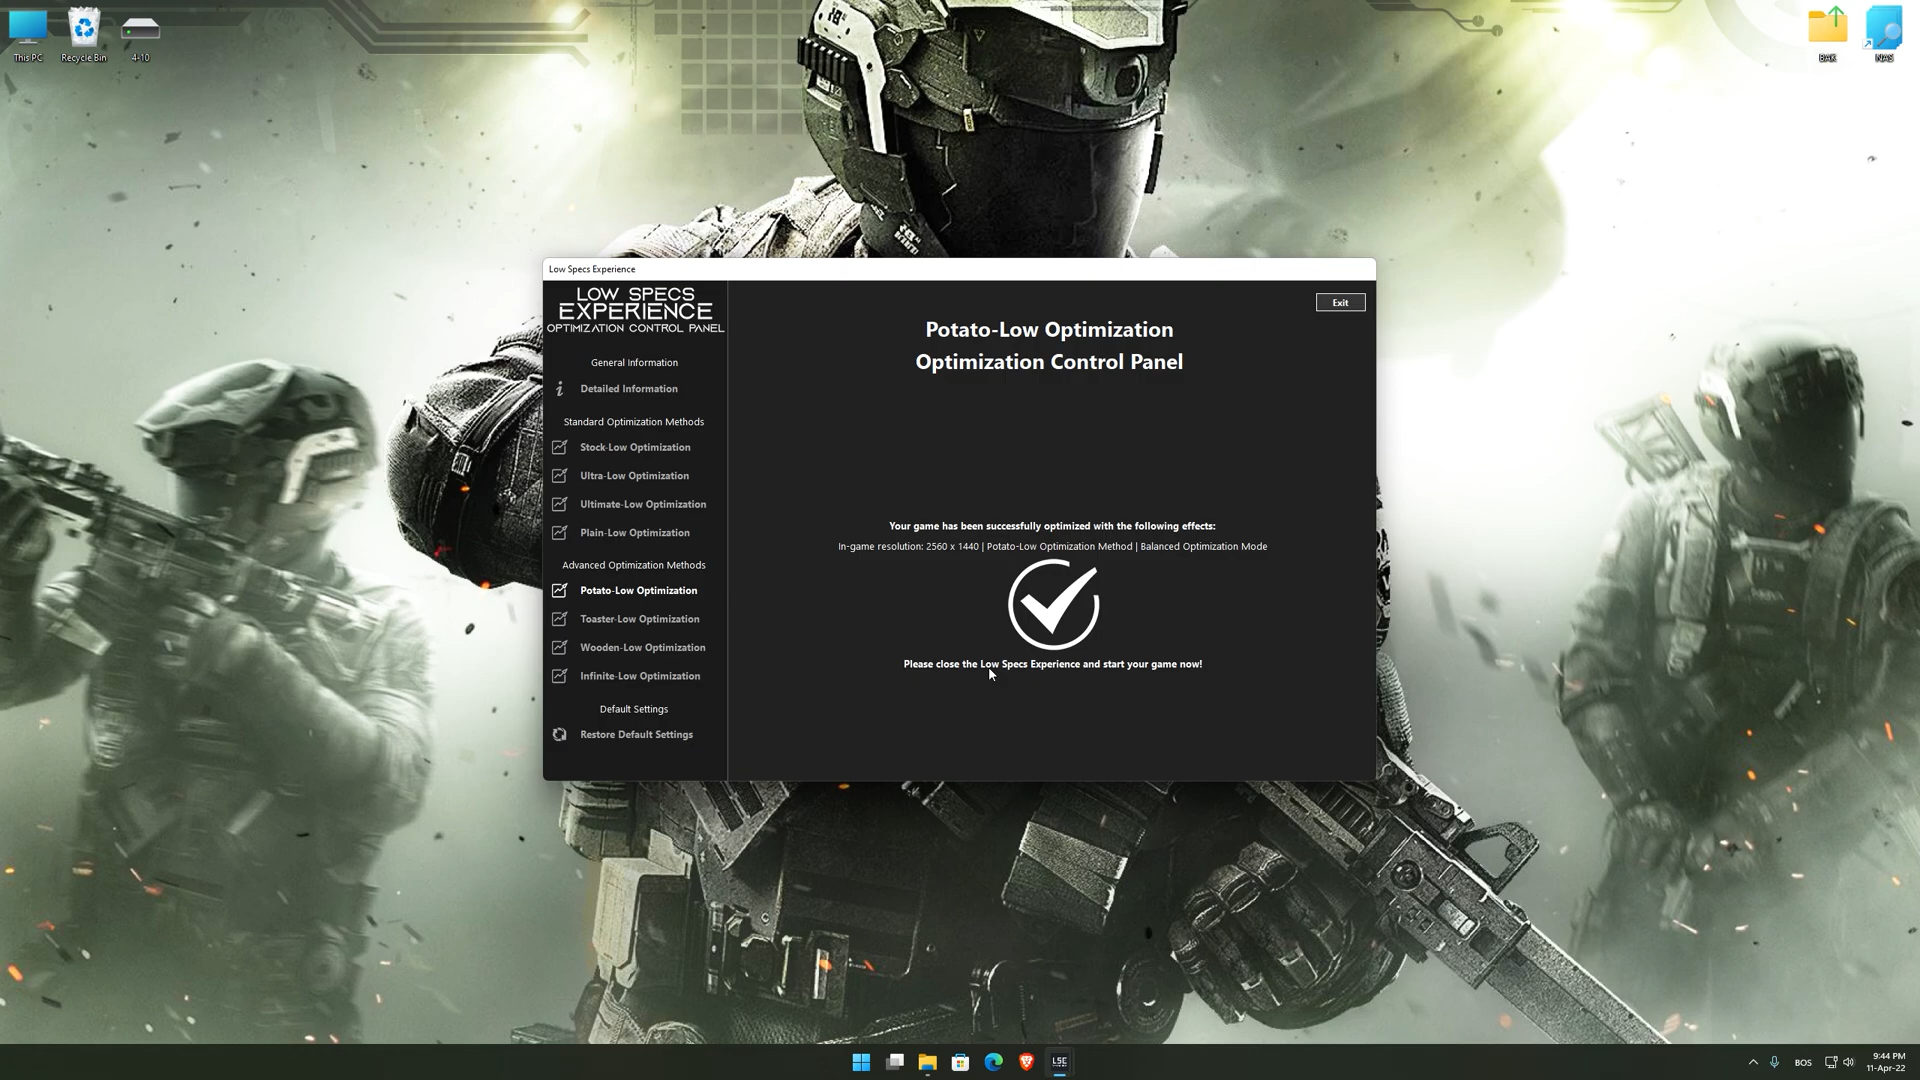 This PC
Recycle Bin
4-10
BAK
NAS
Low Specs Experience
LOW SPECS
EXPERIENCE
OPTIMIZATION CONTROL PANEL
General Information
Detailed Information
Standard Optimization Methods
Stock-Low Optimization
Ultra-Low Optimization
Ultimate-Low Optimization
Plain-Low Optimization
Advanced Optimization Methods
Potato-Low Optimization
Toaster-Low Optimization
Wooden-Low Optimization
Infinite-Low Optimization
Default Settings
Restore Default Settings
Exit
Potato-Low Optimization
Optimization Control Panel
Your game has been successfully optimized with the following effects:
In-game resolution: 2560 x 1440 | Potato-Low Optimization Method | Balanced Optimization Mode
Please close the Low Specs Experience and start your game now!
LSE
BOS
9:44 PM
11-Apr-22